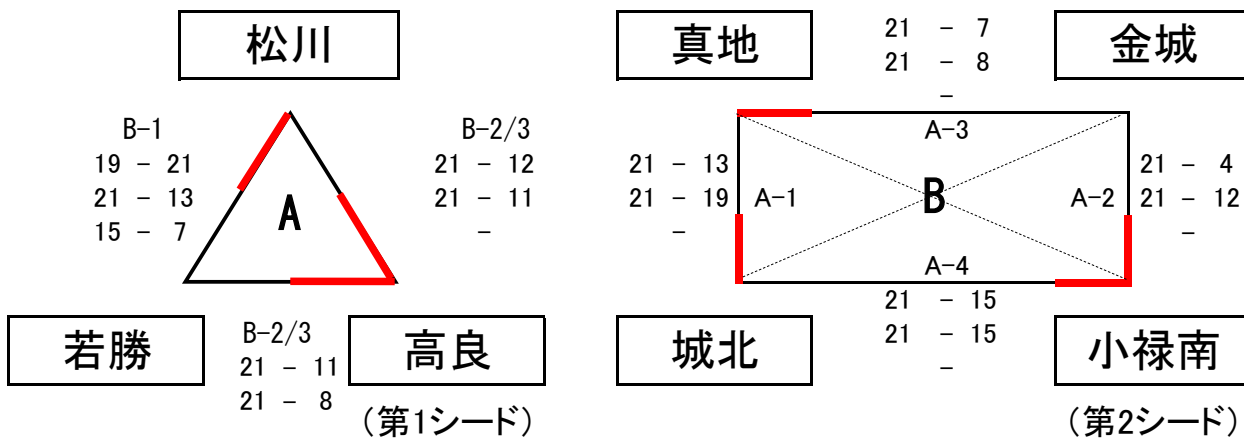 松川
B-1
19 - 21
21 - 13
15 - 7
B-2/3
21 - 12
21 - 11
-
A
若勝
B-2/3
21 - 11
21 - 8
高良
(第1シード)
真地
21 - 7
21 - 8
-
金城
A-3
21 - 13
21 - 19
-
A-1
B
A-2
21 - 4
21 - 12
-
A-4
21 - 15
21 - 15
-
城北
小禄南
(第2シード)